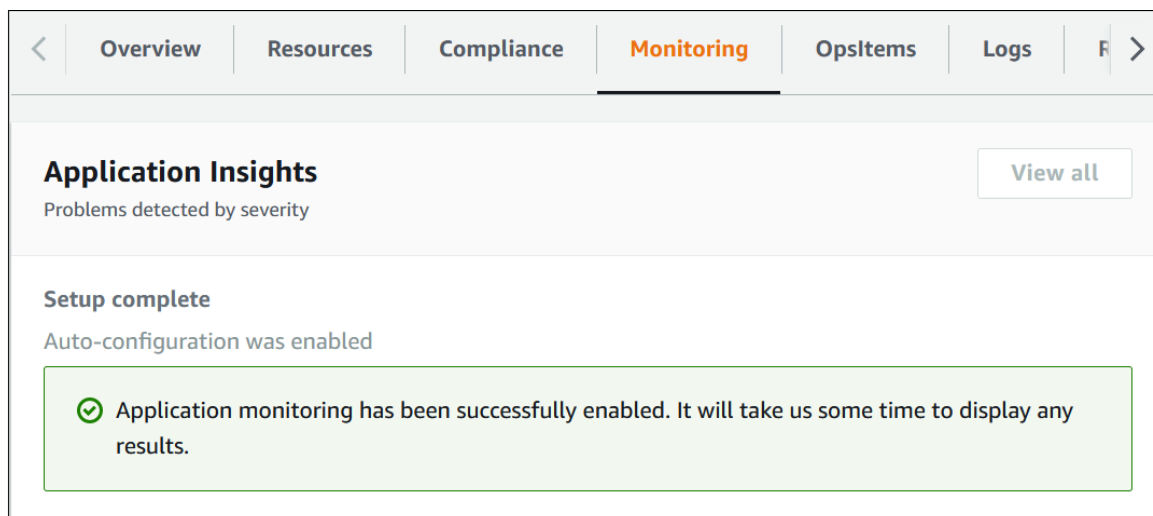 Overview Resources Compliance Monitoring OpsItems Logs
Application Insights
View all
Problems detected by severity
Setup complete
Auto-configuration was enabled
Application monitoring has been successfully enabled. It will take us some time to display any
results.